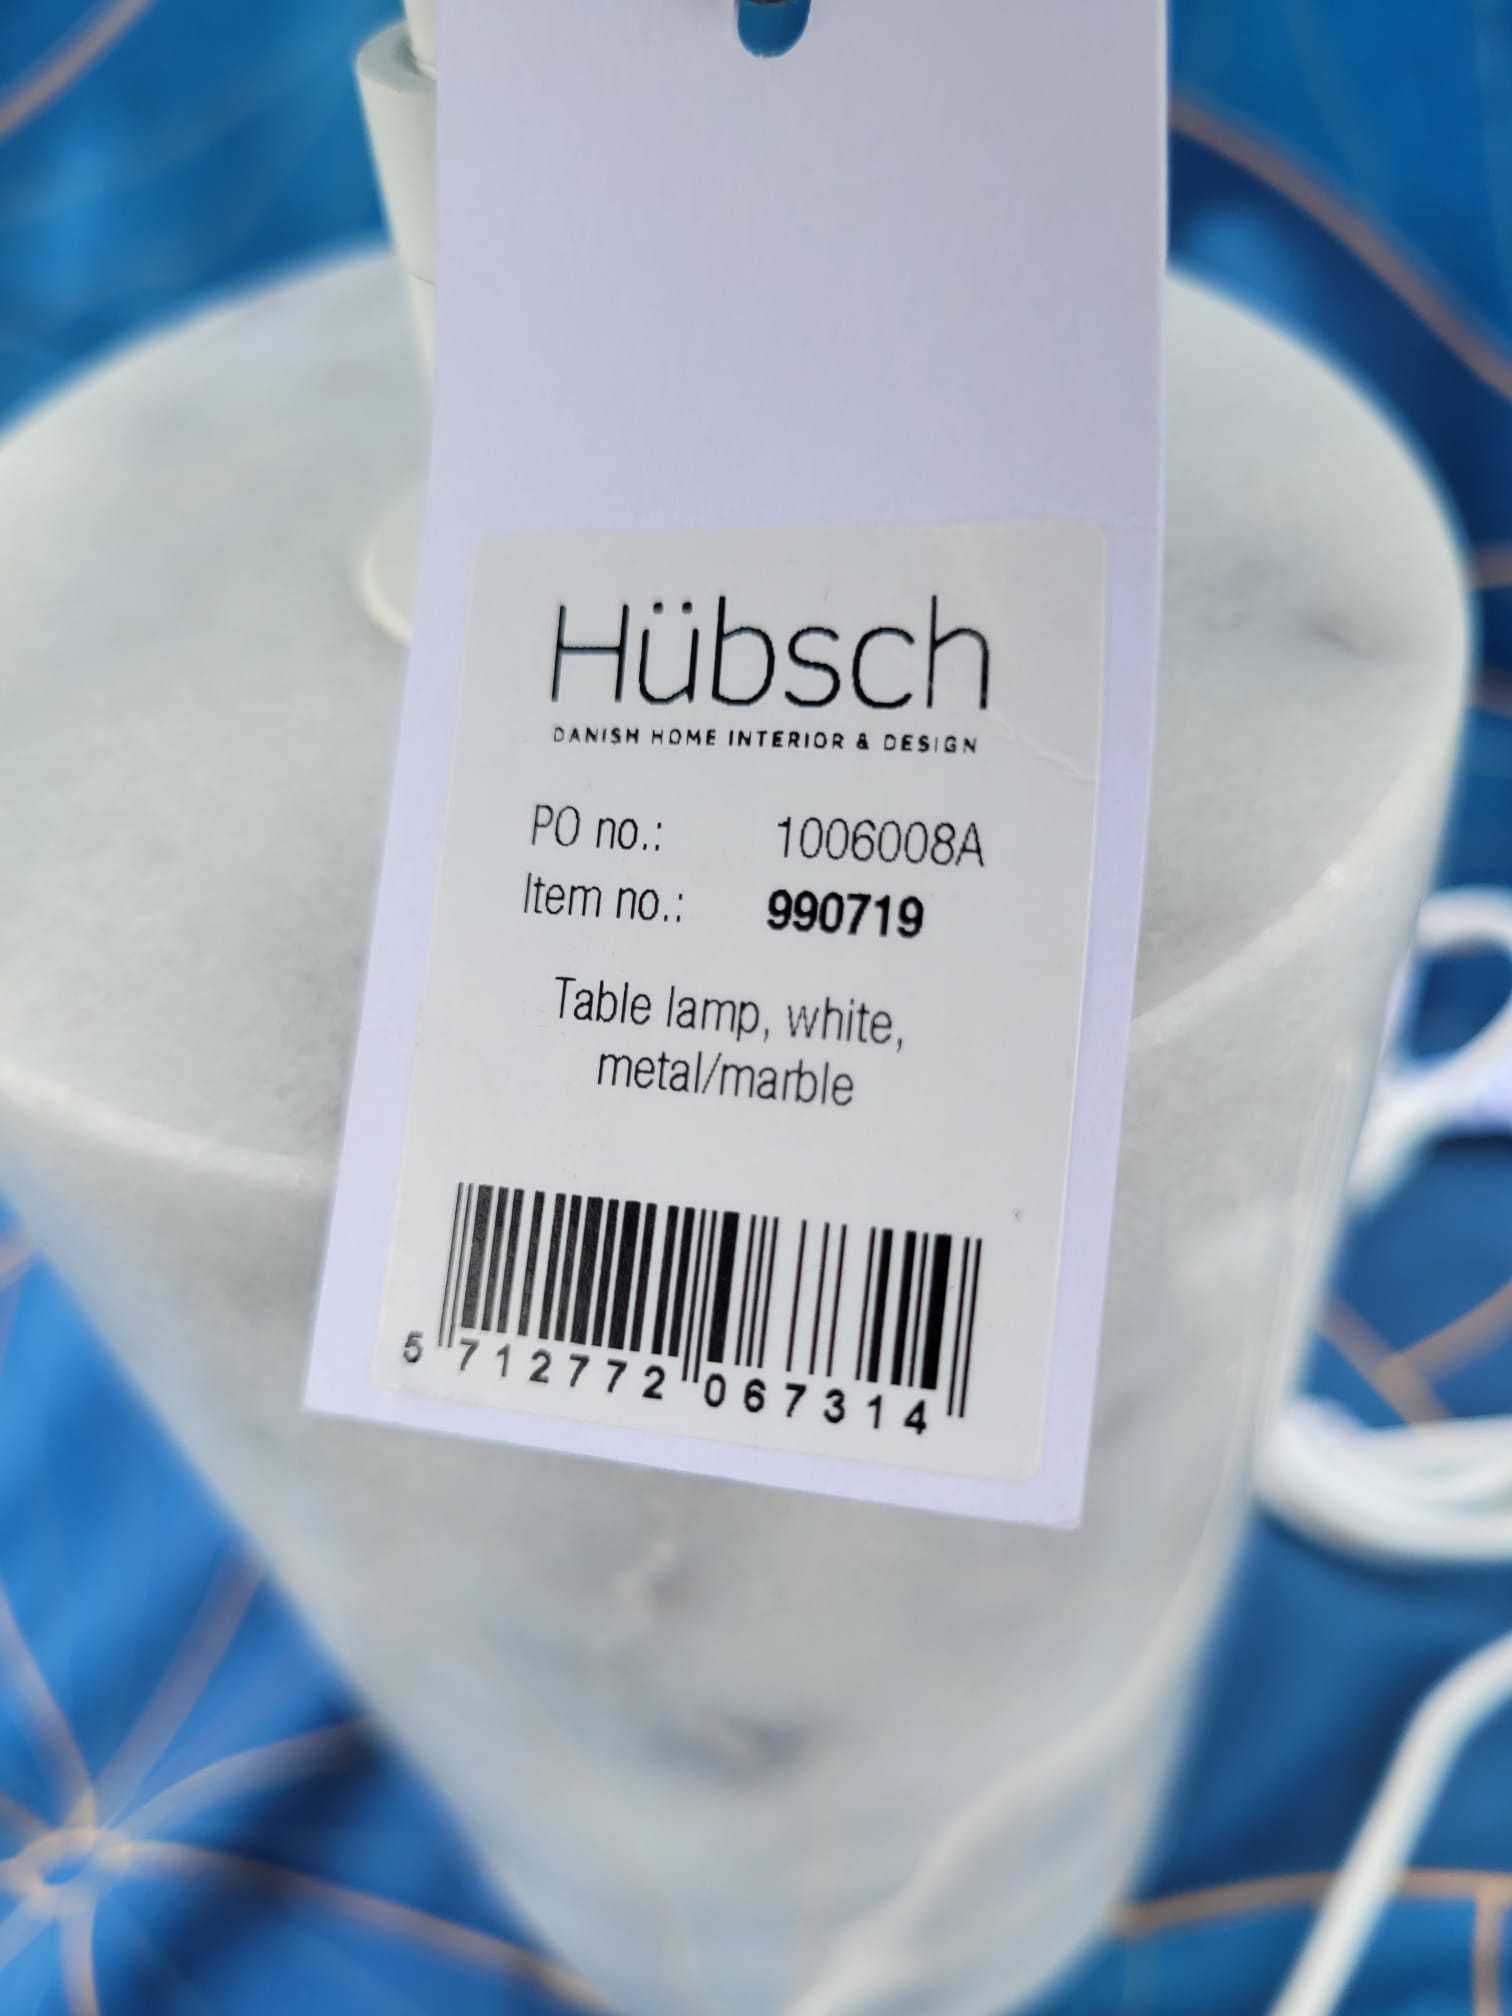 Hübsch
DANISH HOME INTERIOR & DESIGN
PO no.: 1006008A
Item no.: 990719
Table lamp, white,
metal/marble
5 712772 067314